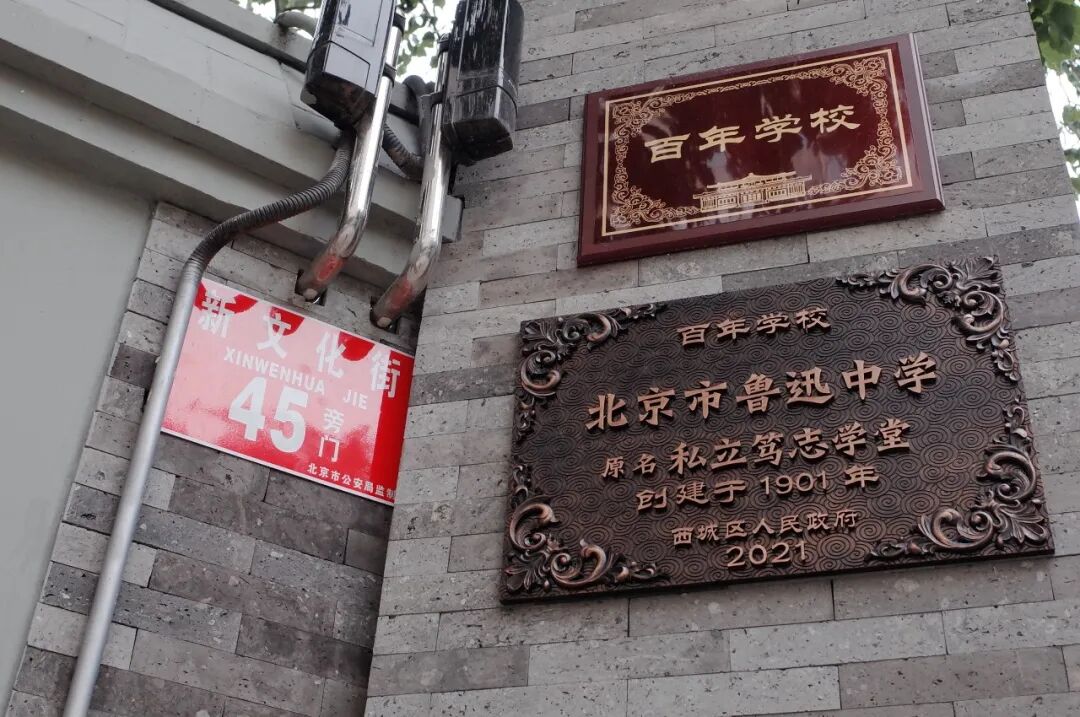 新文化街
XINWENHUA JIE
45旁门
北京市公安局监制
百年学校
百年学校
北京市鲁迅中学
原名 私立笃志学堂
创建于1901年
西城区人民政府
2021